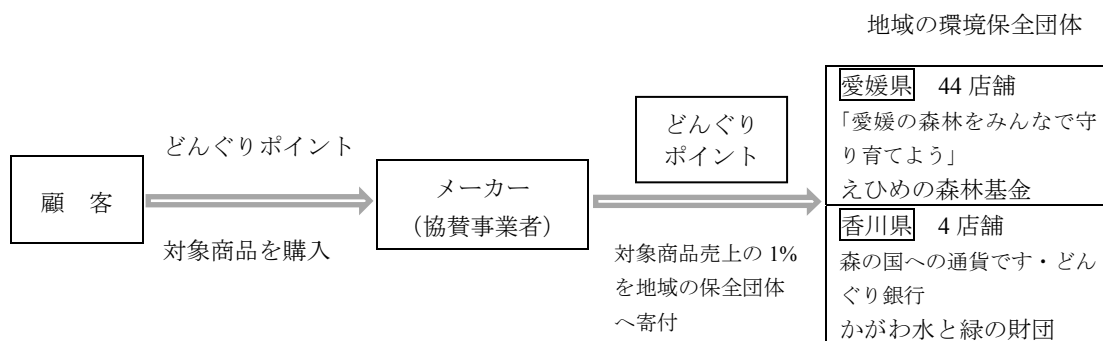 地域の環境保全団体
顧 客
どんぐりポイント
対象商品を購入
メーカー
（協賛事業者）
どんぐり
ポイント
対象商品売上の 1%
を地域の保全団体
へ寄付
愛媛県 44 店舗
「愛媛の森林をみんなで守
り育てよう」
えひめの森林基金
香川県 4 店舗
森の国への通貨です・どん
ぐり銀行
かがわ水と緑の財団